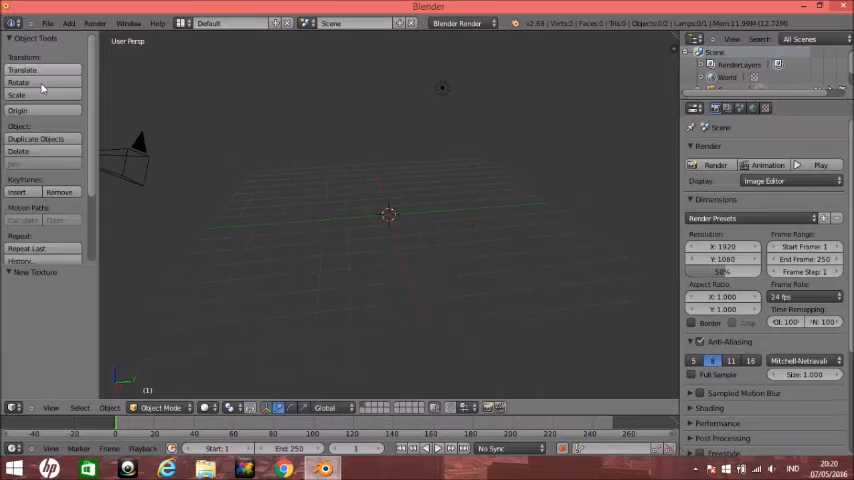 Blender
File Add Render Window Help Default Scene Blender Render v2.68 | Verts:0 | Faces:0 | Tris:0 | Objects:0/2 | Lamps:0/1 | Mem:11.99M (12.72M)
Object Tools
User Persp
View Search All Scenes
Scene
RenderLayers
World
Transform:
Translate
Rotate
Scale
Origin
Object:
Duplicate Objects
Delete
Join
Keyframes:
Insert Remove
Motion Paths:
Calculate Clear
Repeat:
Repeat Last
History...
New Texture
(1)
Scene
Render
Render Animation Play
Display: Image Editor
Dimensions
Render Presets
Resolution: Frame Range:
X: 1920 Start Frame: 1
Y: 1080 End Frame: 250
50% Frame Step: 1
Aspect Ratio: Frame Rate:
X: 1.000 24 fps
Y: 1.000 Time Remapping:
Border Crop Ol: 100 N: 100
Anti-Aliasing
5 8 11 16 Mitchell-Netravali
Full Sample Size: 1.000
Sampled Motion Blur
Shading
Performance
Post Processing
Freestyle
View Select Object Object Mode Global
-40 -20 0 20 40 60 80 100 120 140 160 180 200 220 240 260
View Marker Frame Playback Start: 1 End: 250 1 No Sync
IND 20:20
07/05/2016